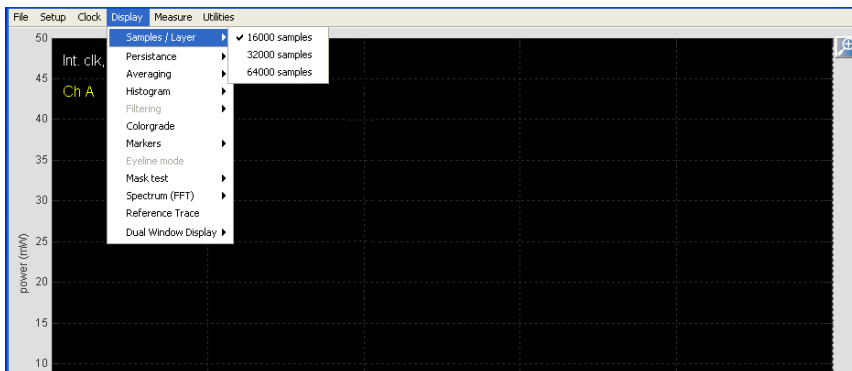 File Setup Clock Display Measure Utilities
50
Samples / Layer
16000 samples
Int. clk,
Persistance
32000 samples
45
Averaging
64000 samples
Ch A
Histogram
Filtering
40
Colorgrade
Markers
35
Eyeline mode
Mask test
Spectrum (FFT)
30
Reference Trace
Dual Window Display
25
power (mW)
20
15
10